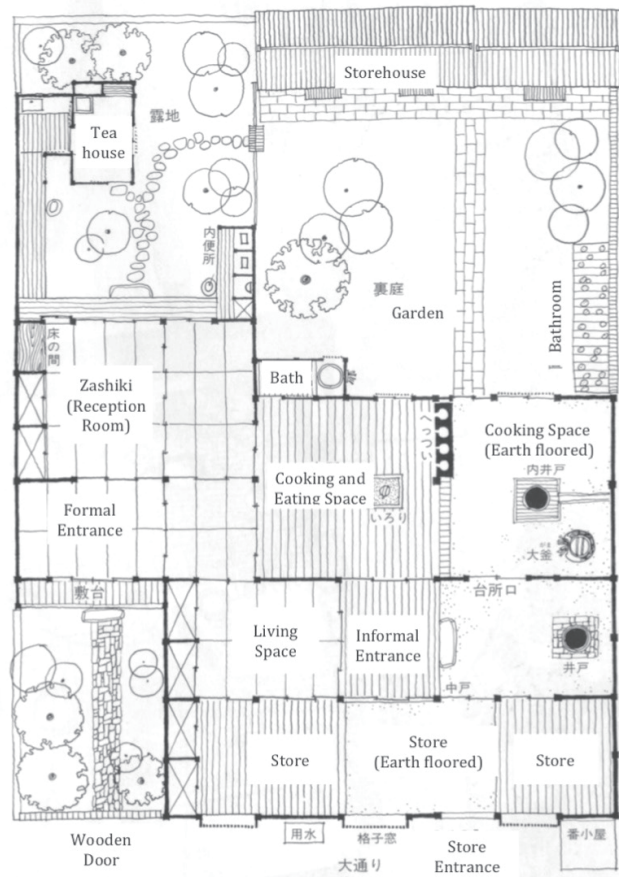 Storehouse
Tea
house
露地
内便所
裏庭
Garden
Bathroom
床の間
Bath
Zashiki
(Reception
Room)
へっつい
Cooking Space
(Earth floored)
内井戸
Cooking and
Eating Space
いろり
Formal
Entrance
大釜
かま
敷台
台所口
Living
Space
Informal
Entrance
井戸
中戸
Store
Store
(Earth floored)
Store
Wooden
Door
用水
格子窓
Store
Entrance
番小屋
大通り